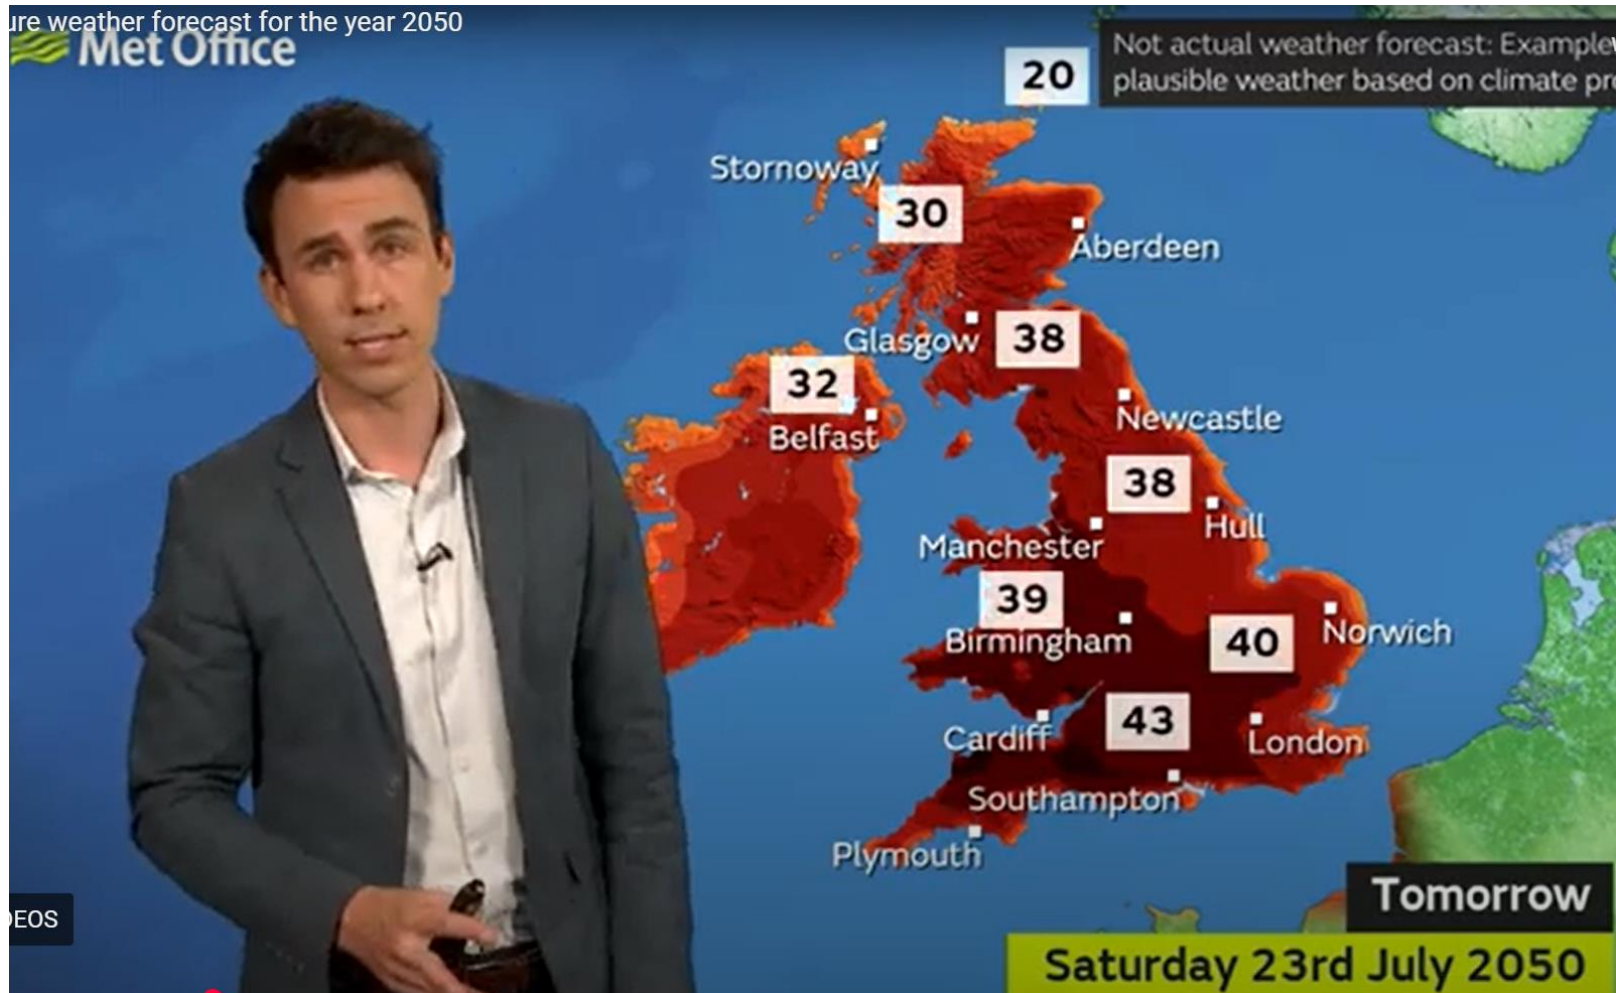 ure weather forecast for the year 2050
Met Office
Not actual weather forecast: Example
plausible weather based on climate pr
20
Stornoway
30
Aberdeen
Glasgow
38
32
Belfast
Newcastle
38
Hull
Manchester
39
Birmingham
40
Norwich
43
Cardiff
London
Southampton
Plymouth
DEOS
Tomorrow
Saturday 23rd July 2050